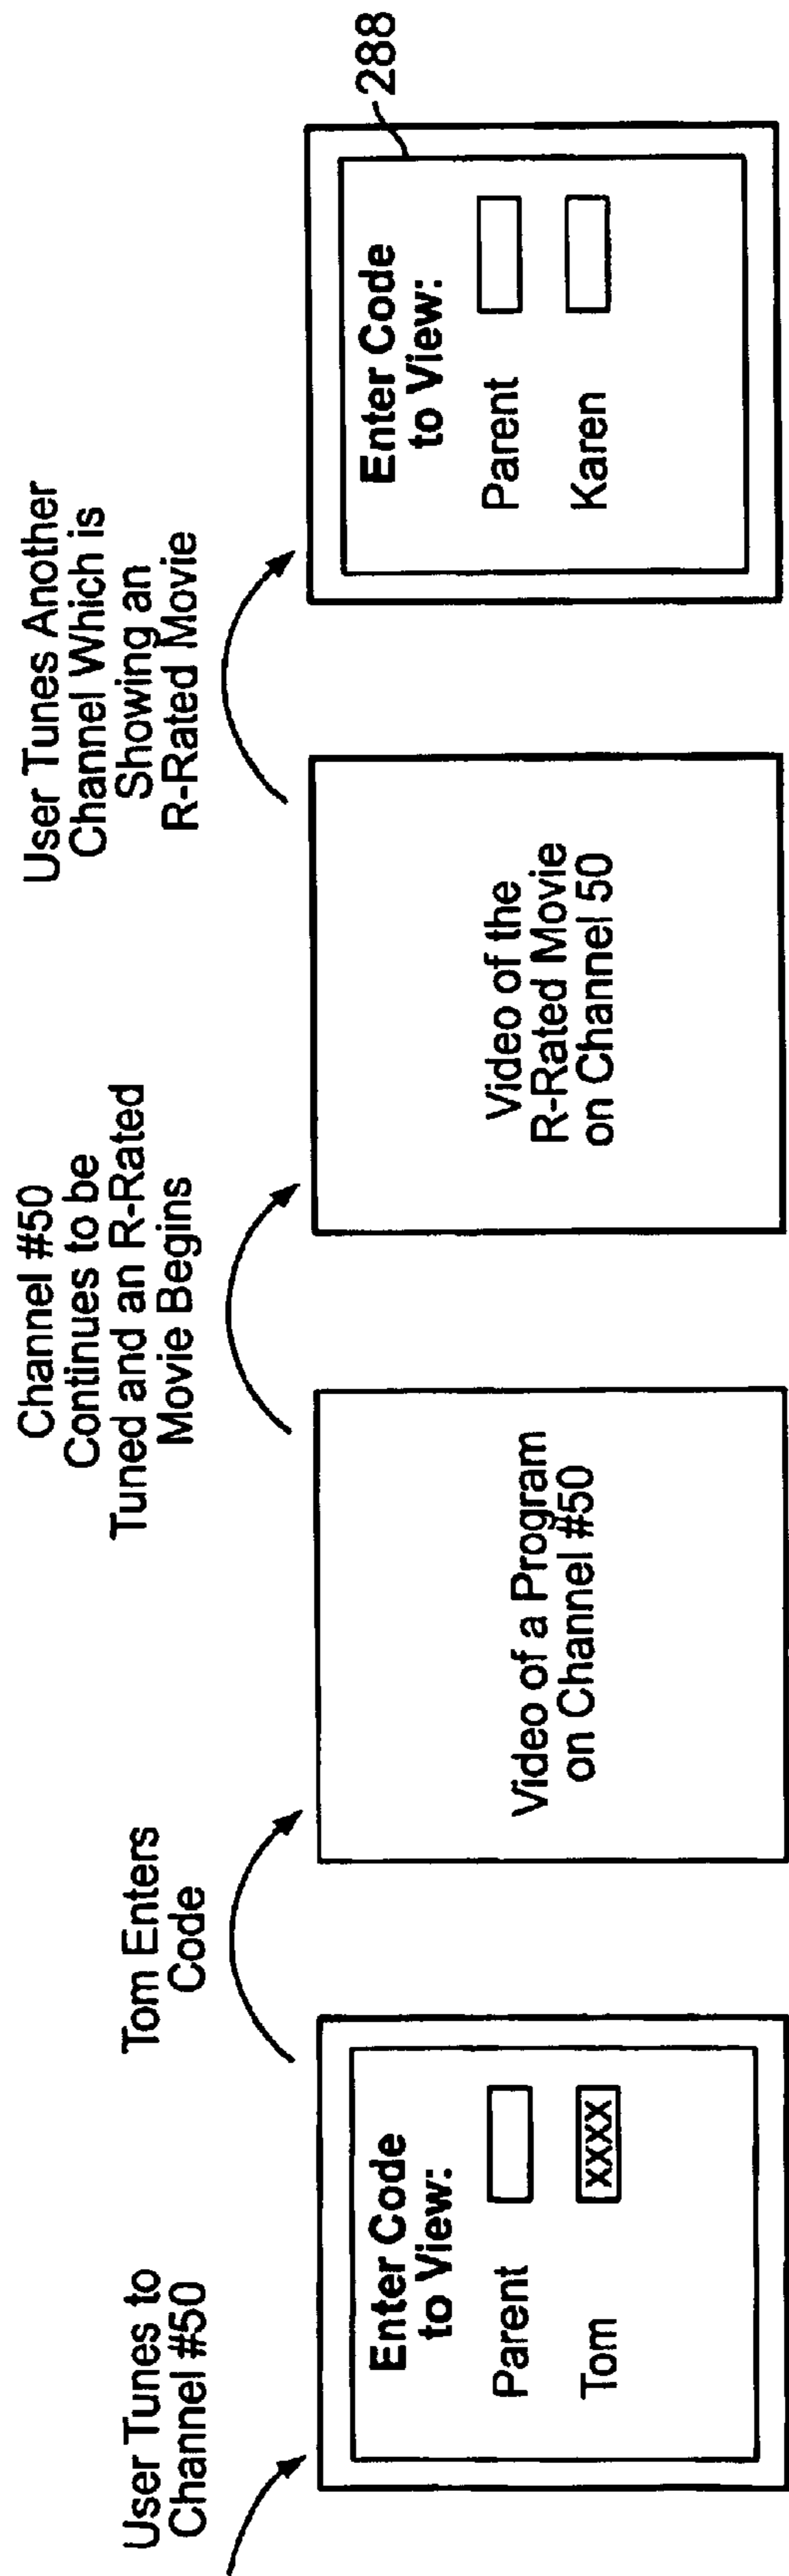 User Tunes to
Channel #50
Enter Code
to View:
Parent
Tom
XXXX
Tom Enters
Code
Video of a Program
on Channel #50
Channel #50
Continues to be
Tuned and an R-Rated
Movie Begins
Video of the
R-Rated Movie
on Channel 50
User Tunes Another
Channel Which is
Showing an
R-Rated Movie
Enter Code
to View:
Parent
Karen
288